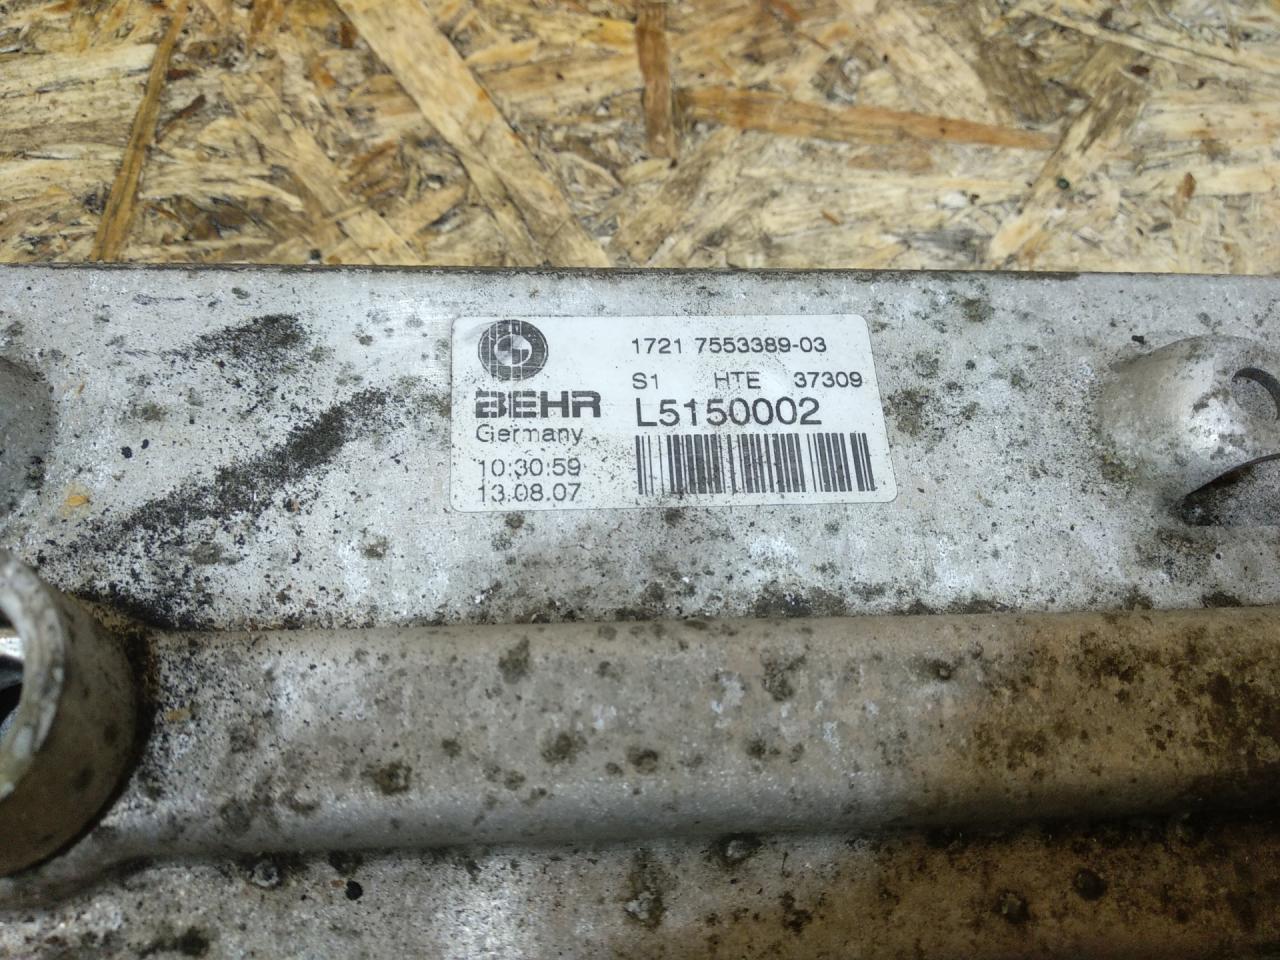 1721 7553389-03
S1 HTE 37309
BEHR L5150002
Germany
10:30:59
13.08.07